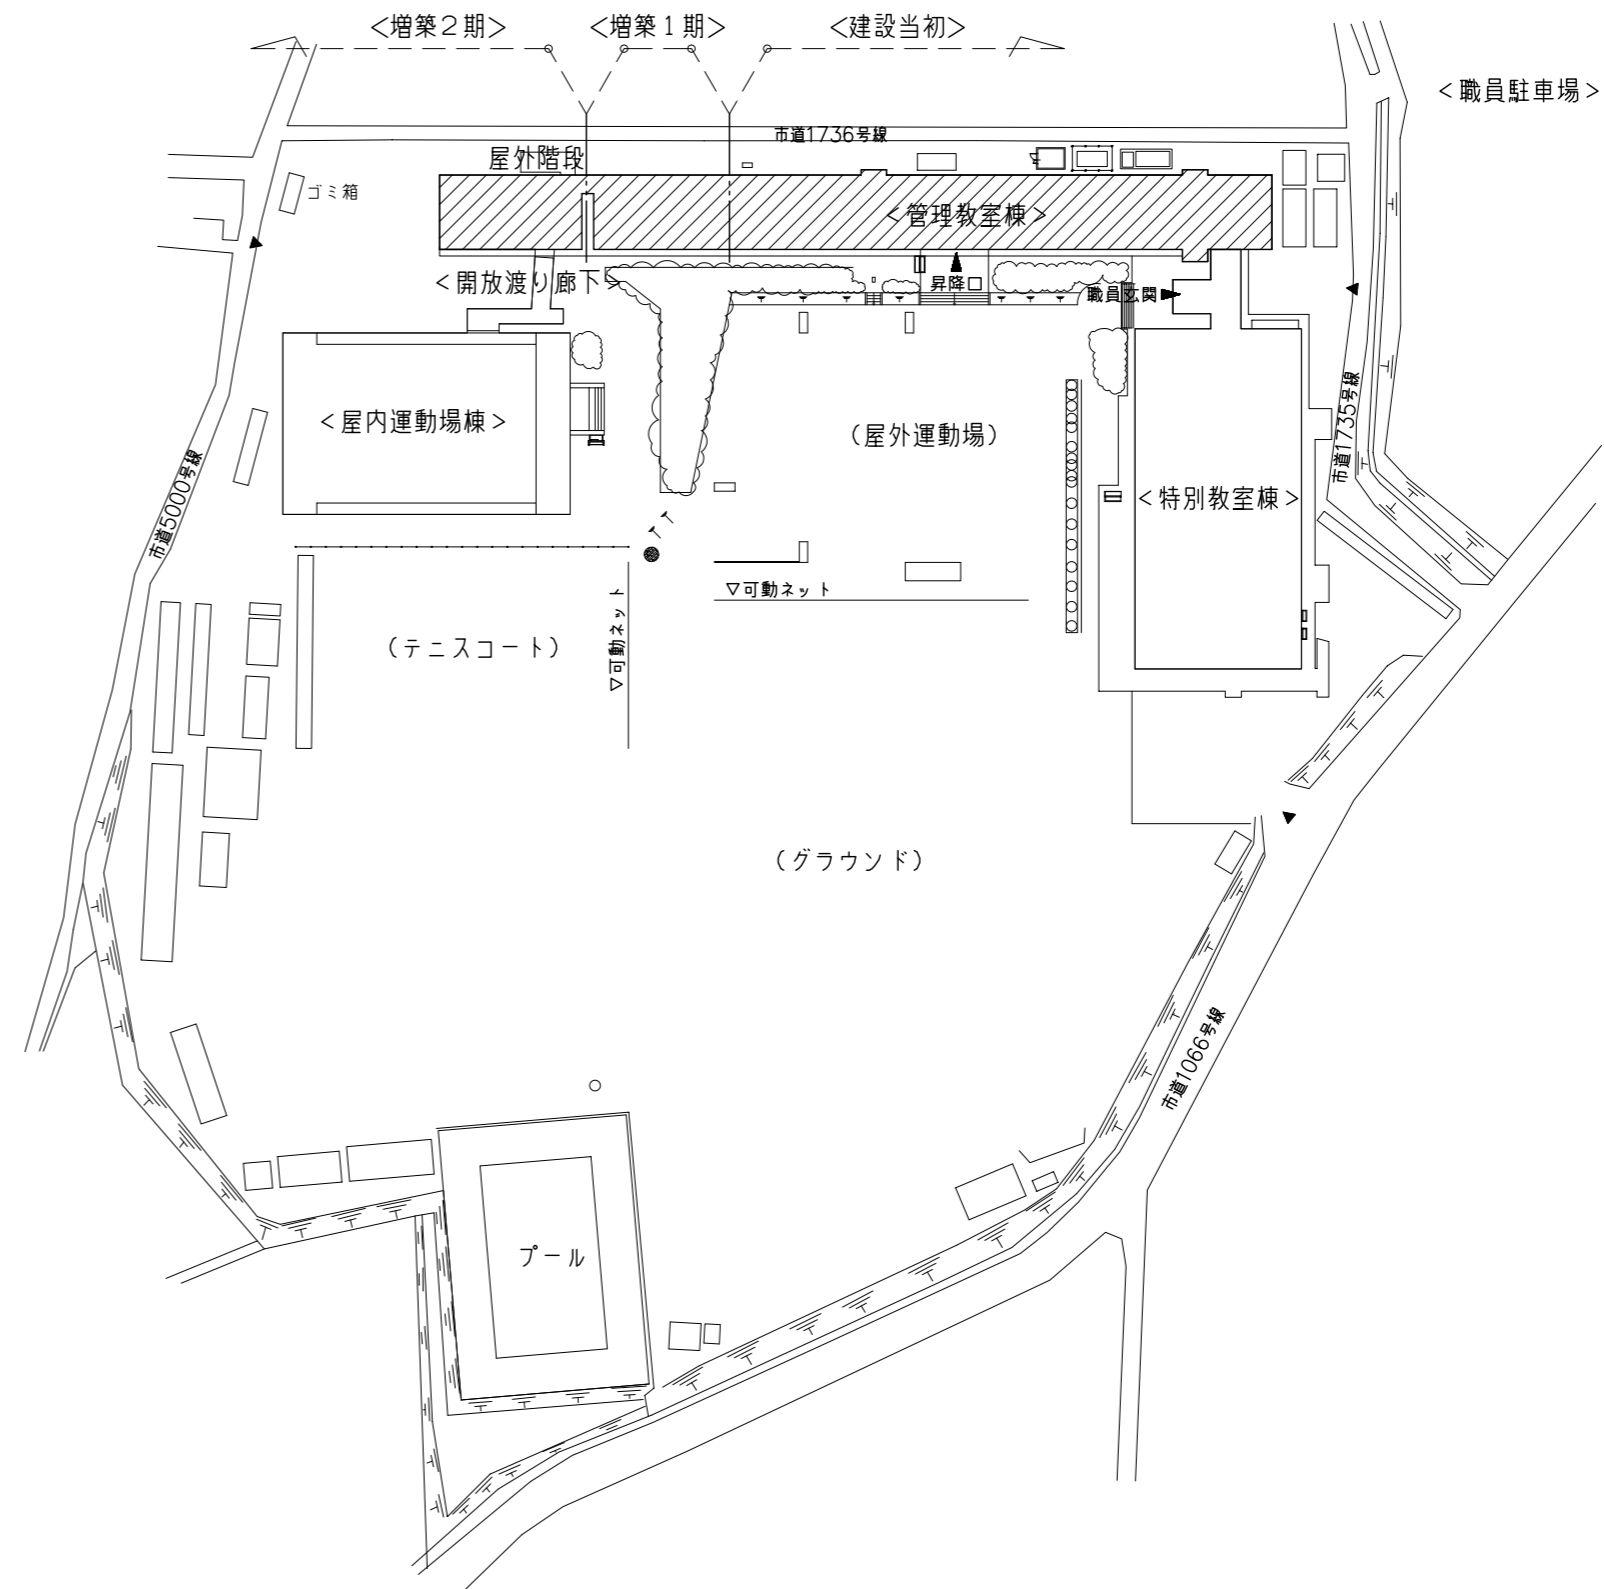 <増築２期>
<増築１期>
<建設当初>
<職員駐車場>
市道1736号線
屋外階段
ゴミ箱
<管理教室棟>
<開放渡り廊下>
昇降口
職員玄関
<屋内運動場棟>
(屋外運動場)
市道1735号線
<特別教室棟>
市道5000号線
▽可動ネット
▽可動ネット
(テニスコート)
(グラウンド)
市道1066号線
プール